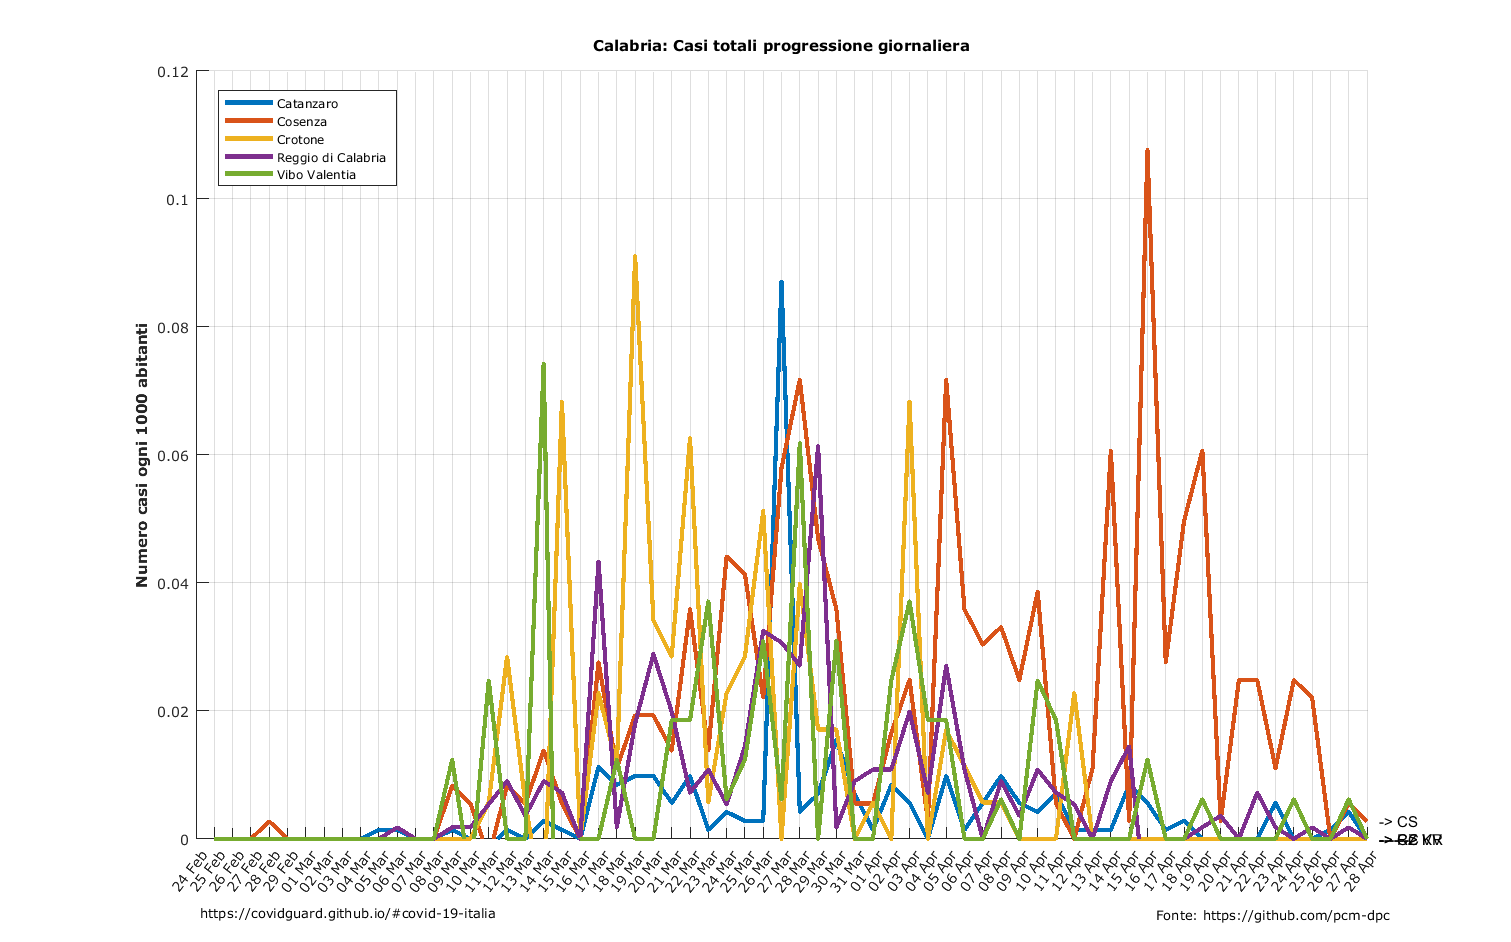 Calabria: Casi totali progressione giornaliera
0.12
0.1
0.08
0.06
0.04
0.02
0
Numero casi ogni 1000 abitanti
Catanzaro
Cosenza
Crotone
Reggio di Calabria
Vibo Valentia
-> CS
24 Feb
25 Feb
26 Feb
27 Feb
28 Feb
29 Feb
01 Mar
02 Mar
03 Mar
04 Mar
05 Mar
06 Mar
07 Mar
08 Mar
09 Mar
10 Mar
11 Mar
12 Mar
13 Mar
14 Mar
15 Mar
16 Mar
17 Mar
18 Mar
19 Mar
20 Mar
21 Mar
22 Mar
23 Mar
24 Mar
25 Mar
26 Mar
27 Mar
28 Mar
29 Mar
30 Mar
31 Mar
01 Apr
02 Apr
03 Apr
04 Apr
05 Apr
06 Apr
07 Apr
08 Apr
09 Apr
10 Apr
11 Apr
12 Apr
13 Apr
14 Apr
15 Apr
16 Apr
17 Apr
18 Apr
19 Apr
20 Apr
21 Apr
22 Apr
23 Apr
24 Apr
25 Apr
26 Apr
27 Apr
28 Apr
https://covidguard.github.io/#covid-19-italia
Fonte: https://github.com/pcm-dpc